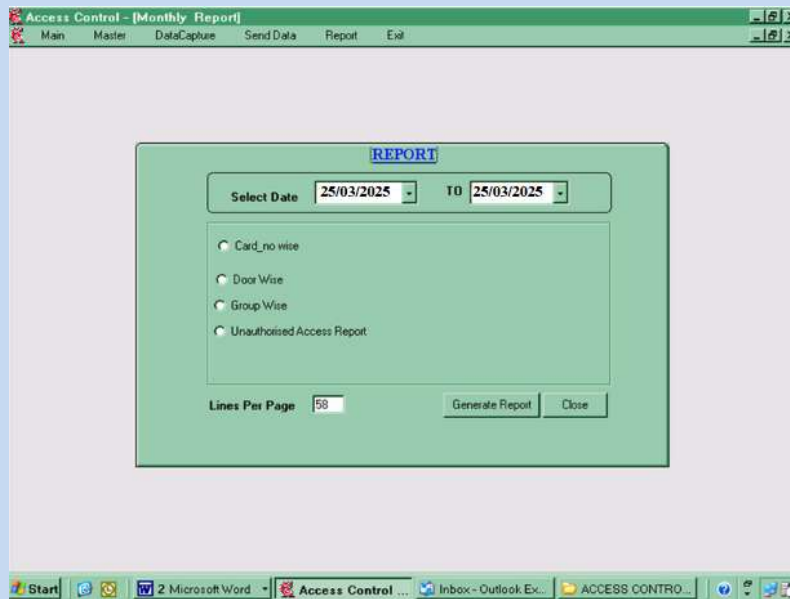 Access Control - [Monthly Report]
Main Master DataCapture Send Data Report Exit
REPORT
Select Date 25/03/2025 TO 25/03/2025
Card_no wise
Door Wise
Group Wise
Unauthorised Access Report
Lines Per Page 58 Generate Report Close
Start 2 Microsoft Word Access Control ... Inbox - Outlook Ex... ACCESS CONTRO...